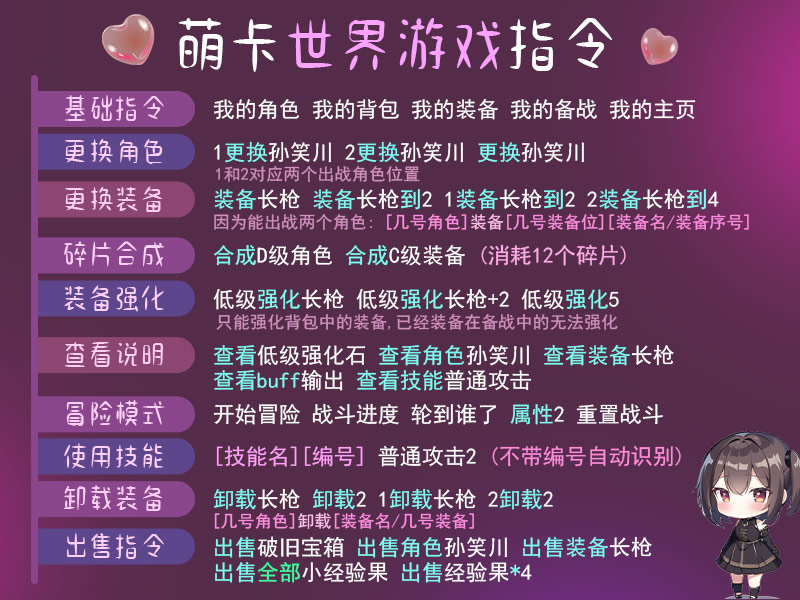 萌卡世界游戏指令
基础指令 我的角色 我的背包 我的装备 我的备战 我的主页
更换角色 1更换孙笑川 2更换孙笑川 更换孙笑川
1和2对应两个出战角色位置
更换装备 装备长枪 装备长枪到2 1装备长枪到2 2装备长枪到4
因为能出战两个角色: [几号角色]装备[几号装备位][装备名/装备序号]
碎片合成 合成D级角色 合成C级装备 (消耗12个碎片)
装备强化 低级强化长枪 低级强化长枪+2 低级强化5
只能强化背包中的装备,已经装备在备战中的无法强化
查看说明 查看低级强化石 查看角色孙笑川 查看装备长枪
查看buff输出 查看技能普通攻击
冒险模式 开始冒险 战斗进度 轮到谁了 属性2 重置战斗
使用技能 [技能名][编号] 普通攻击2 (不带编号自动识别)
卸载装备 卸载长枪 卸载2 1卸载长枪 2卸载2
[几号角色]卸载[装备名/几号装备]
出售指令 出售破旧宝箱 出售角色孙笑川 出售装备长枪
出售全部小经验果 出售经验果*4